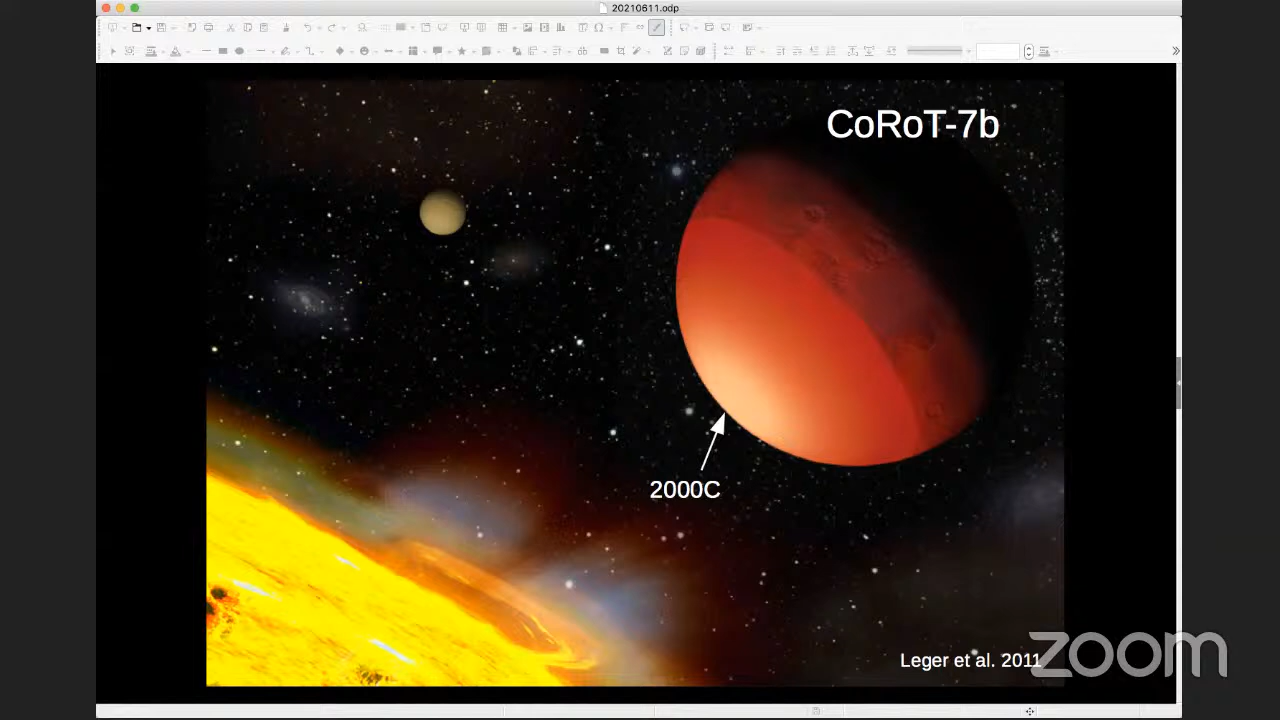 20210611.odp
CoRoT-7b
2000C
Leger et al. 2011
zoom